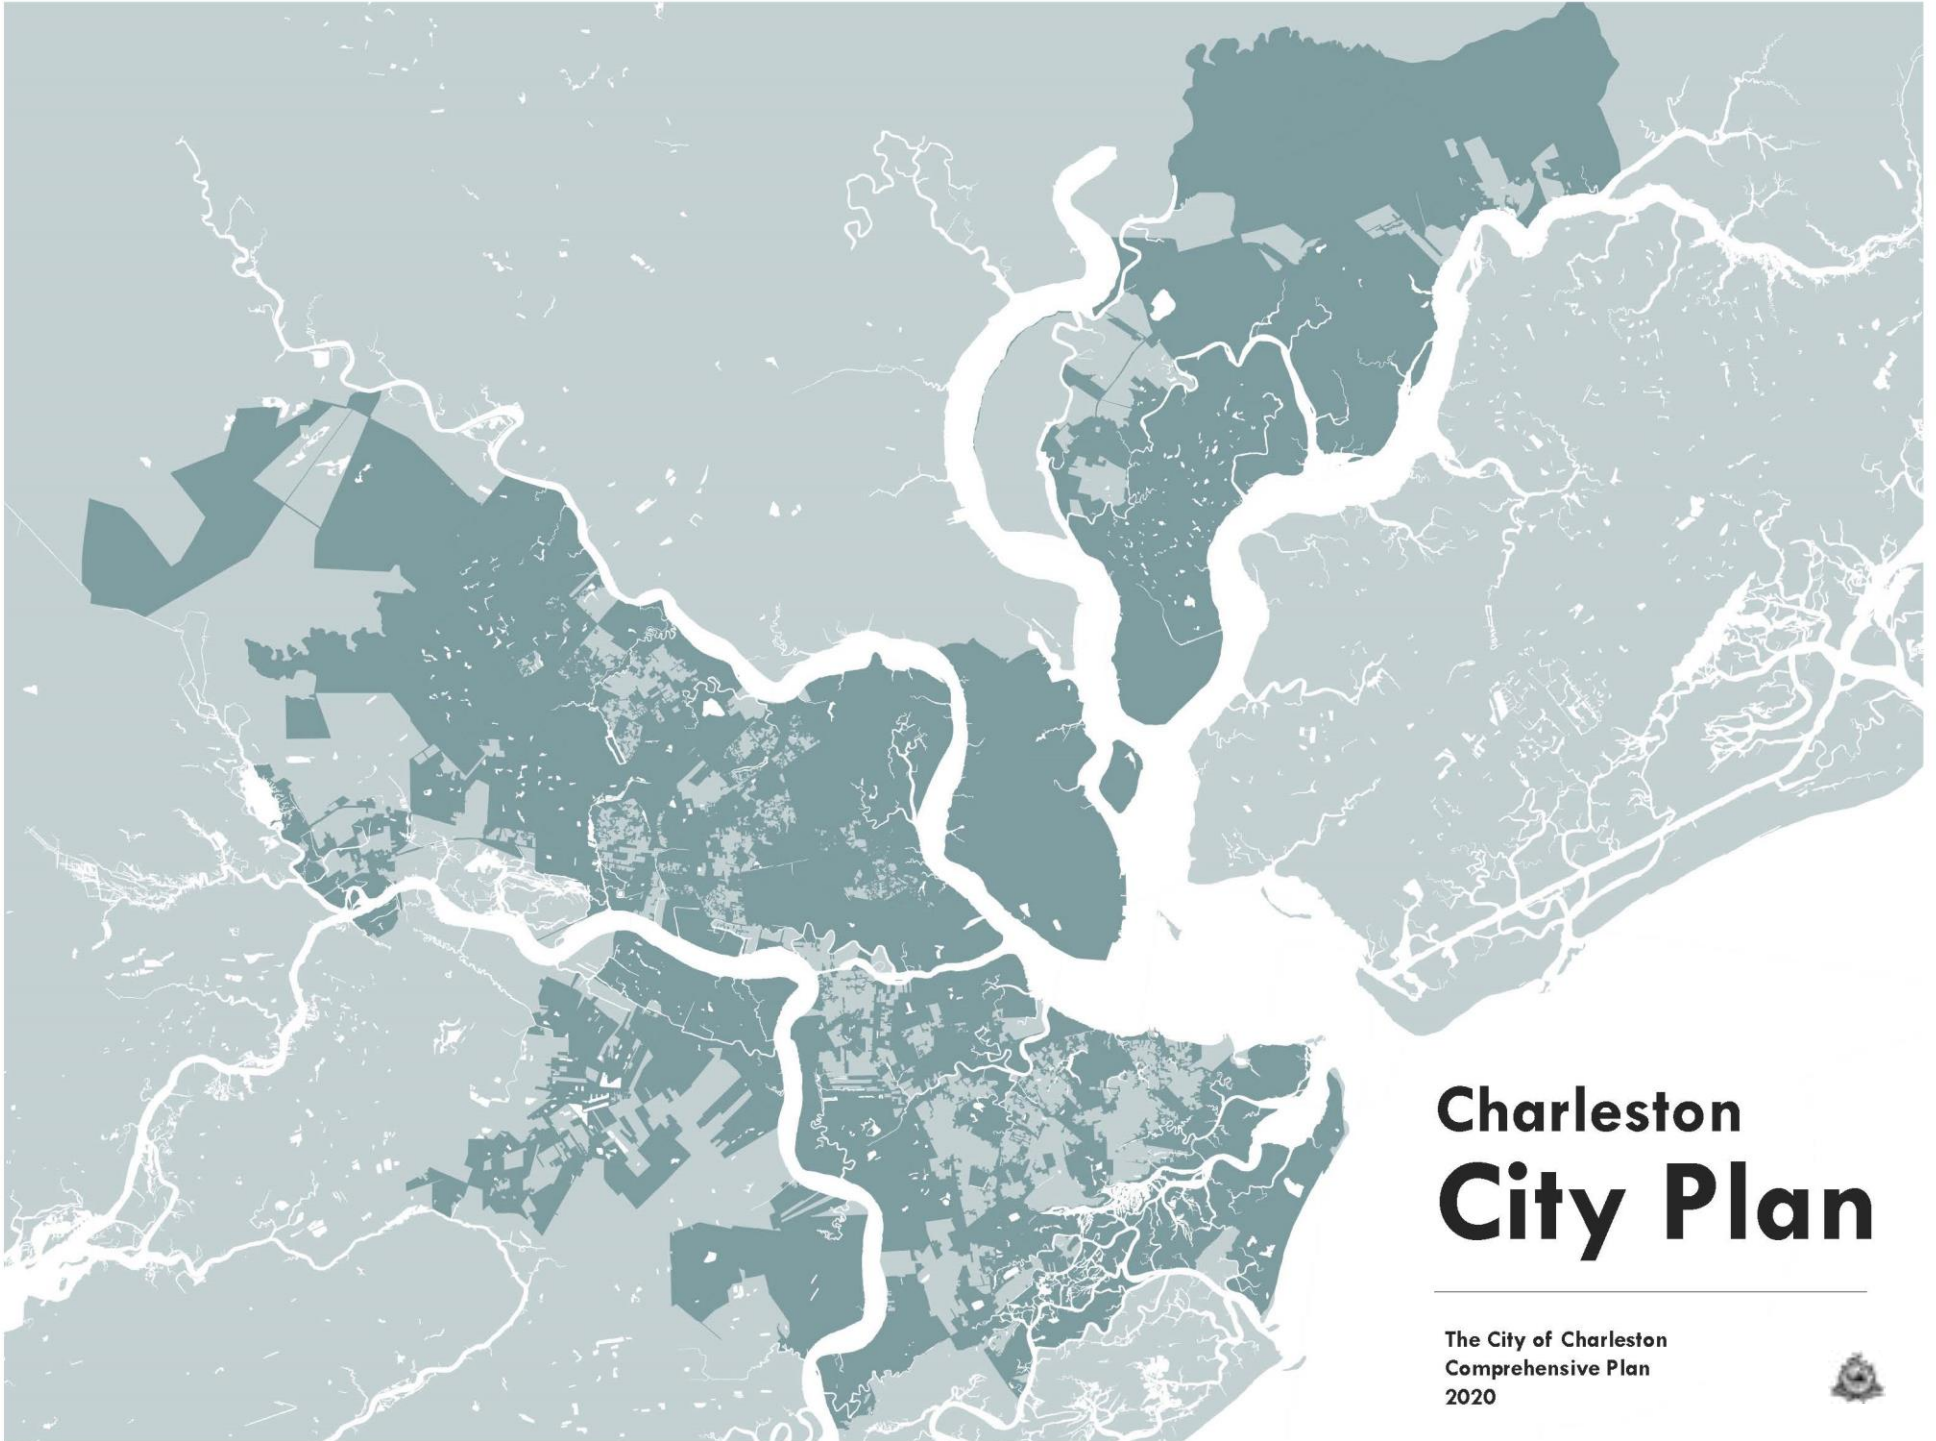 Charleston
City Plan
The City of Charleston
Comprehensive Plan
2020